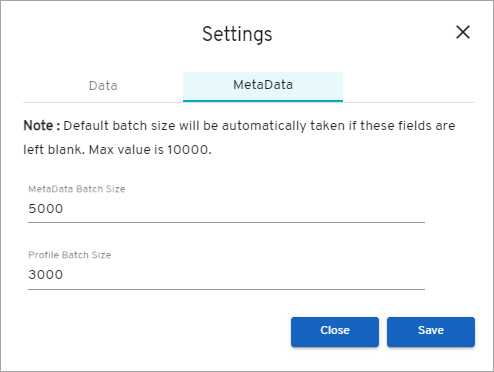 Settings
Data
MetaData
Note : Default batch size will be automatically taken if these fields are
left blank. Max value is 10000.
MetaData Batch Size
5000
Profile Batch Size
3000
Close
Save